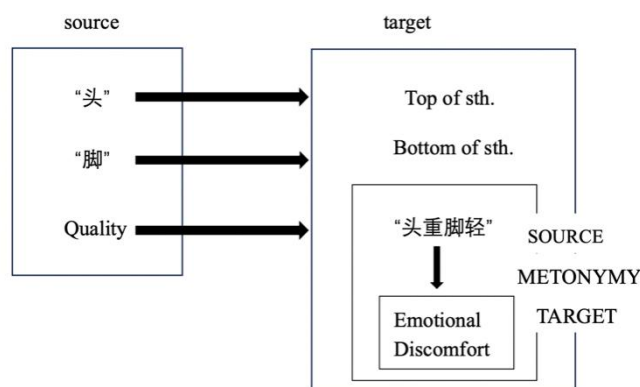 source
target
“头”
Top of sth.
“脚”
Bottom of sth.
Quality
“头重脚轻”
SOURCE
METONYMY
TARGET
Emotional
Discomfort